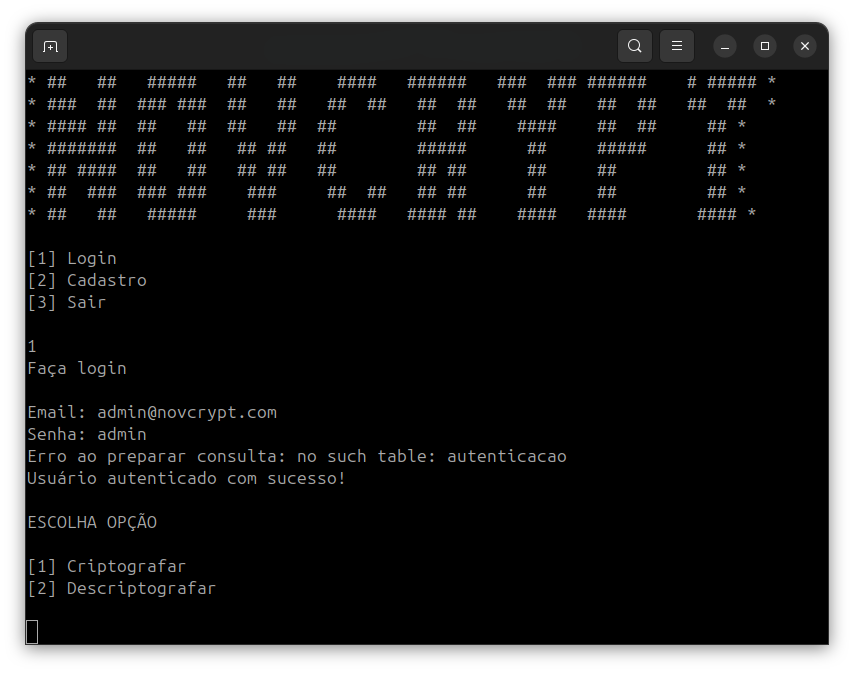 * ##   ##   #####   ##   ##    ####   ######   ###  ### ######    # ##### *
* ###  ##  ### ###  ##   ##   ##  ##   ##  ##   ##  ##   ##  ##   ##  ##  *
* #### ##  ##   ##  ##   ##  ##        ##  ##    ####    ##  ##     ## *
* #######  ##   ##   ## ##   ##        #####      ##     #####      ## *
* ## ####  ##   ##   ## ##   ##        ## ##      ##     ##         ## *
* ##  ###  ### ###    ###     ##  ##   ## ##      ##     ##         ## *
* ##   ##   #####     ###      ####   #### ##    ####   ####       #### *
[1] Login
[2] Cadastro
[3] Sair
1
Faça login
Email: admin@novcrypt.com
Senha: admin
Erro ao preparar consulta: no such table: autenticacao
Usuário autenticado com sucesso!
ESCOLHA OPÇÃO
[1] Criptografar
[2] Descriptografar